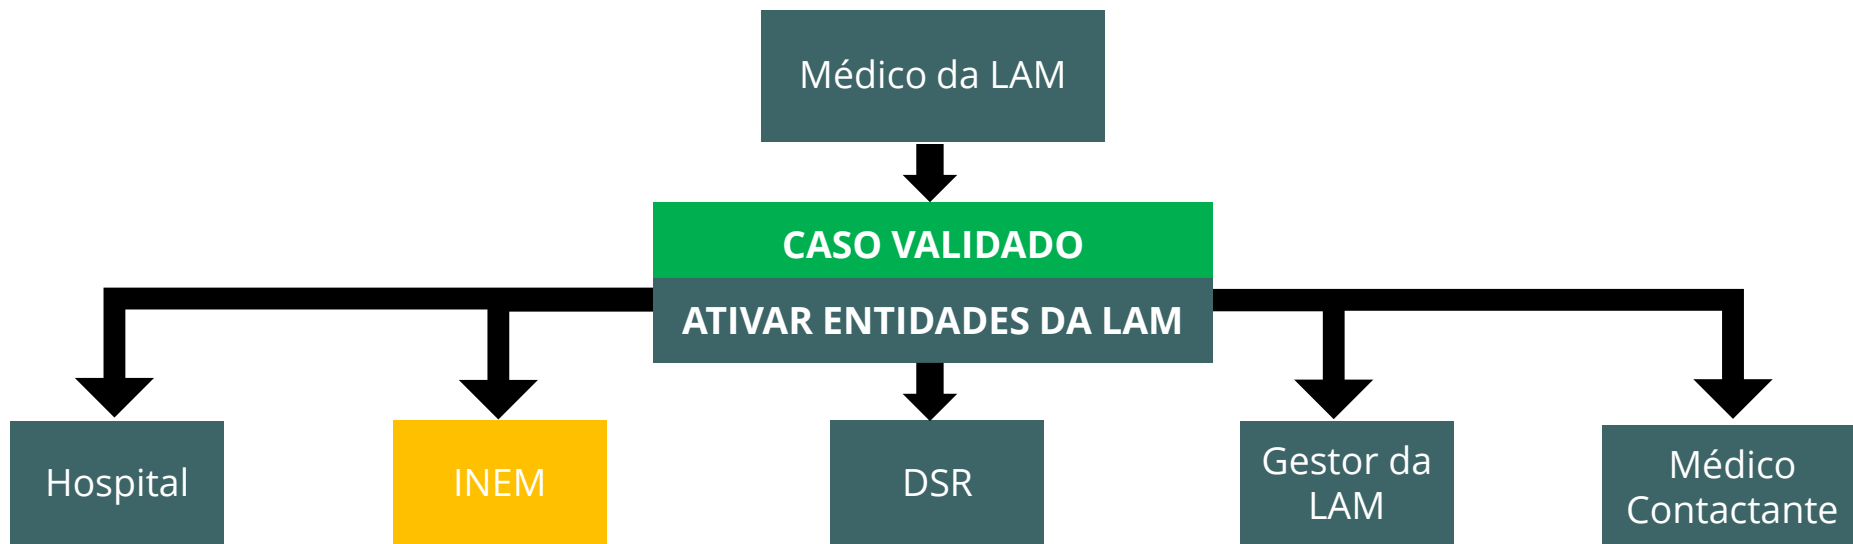 Médico da LAM
CASO VALIDADO
ATIVAR ENTIDADES DA LAM
Hospital
INEM
DSR
Gestor da
LAM
Médico
Contactante